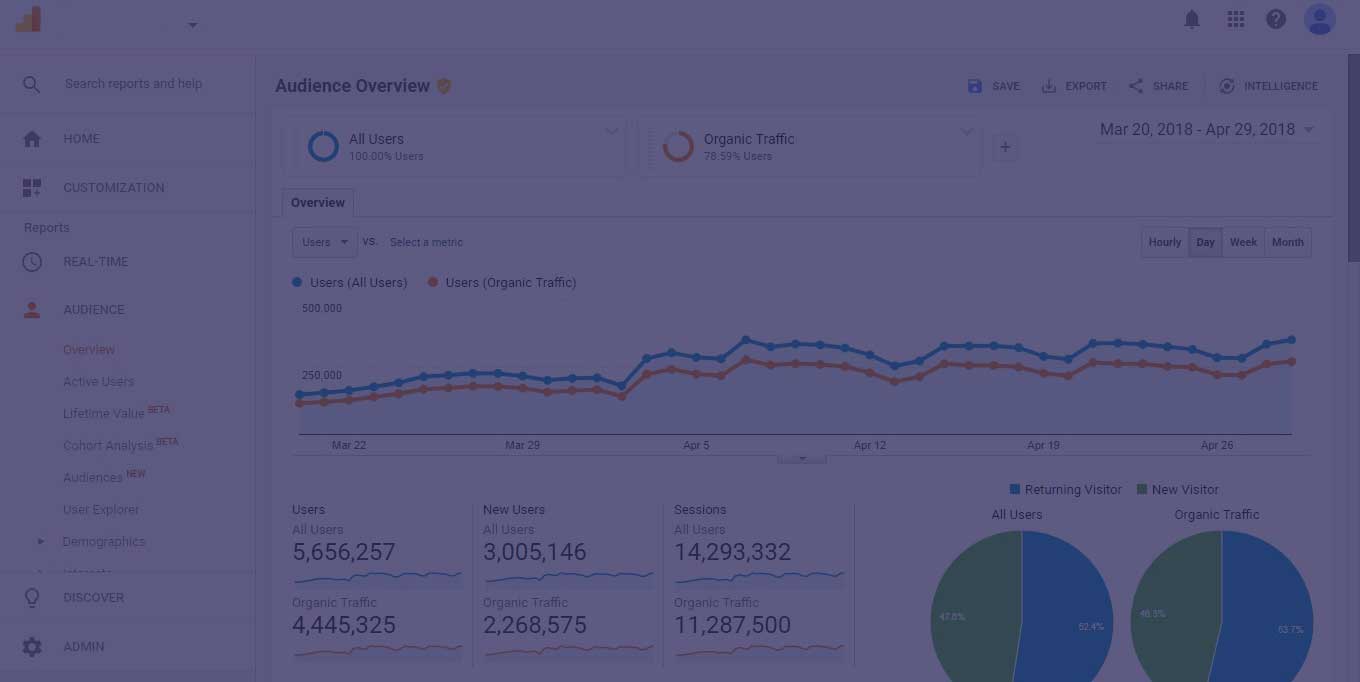 Search reports and help
HOME
CUSTOMIZATION
Reports
REAL-TIME
AUDIENCE
Overview
Active Users
Lifetime Value BETA
Cohort Analysis BETA
Audiences NEW
User Explorer
Demographics
Interests
DISCOVER
ADMIN
Audience Overview
SAVE
EXPORT
SHARE
INTELLIGENCE
All Users
100.00% Users
Organic Traffic
78.59% Users
+
Mar 20, 2018 - Apr 29, 2018
Overview
Users
VS.
Select a metric
Hourly
Day
Week
Month
Users (All Users)
Users (Organic Traffic)
500,000
250,000
Mar 22
Mar 29
Apr 5
Apr 12
Apr 19
Apr 26
Users
All Users
5,656,257
Organic Traffic
4,445,325
New Users
All Users
3,005,146
Organic Traffic
2,268,575
Sessions
All Users
14,293,332
Organic Traffic
11,287,500
Returning Visitor
New Visitor
All Users
47.6%
52.4%
Organic Traffic
46.3%
53.7%